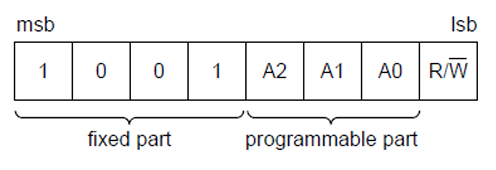 msb lsb
1 0 0 1 A2 A1 A0 R/W̅
fixed part programmable part